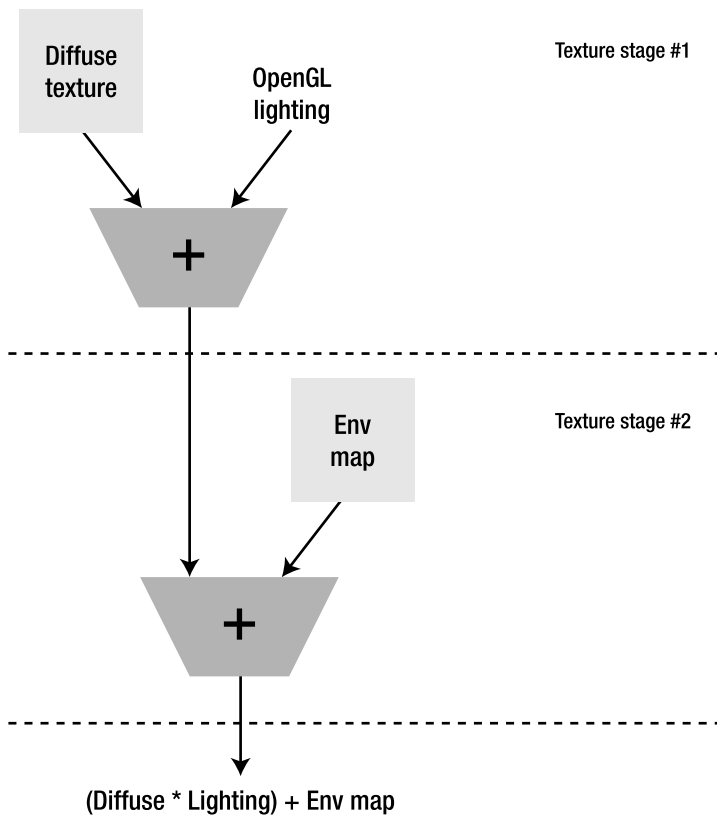 Diffuse
texture
OpenGL
lighting
Texture stage #1
+
Env
map
Texture stage #2
+
(Diffuse * Lighting) + Env map